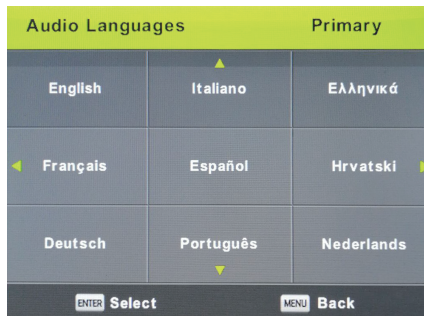 Audio Languages Primary
English Italiano Ελληνικά
Français Español Hrvatski
Deutsch Português Nederlands
ENTER Select MENU Back